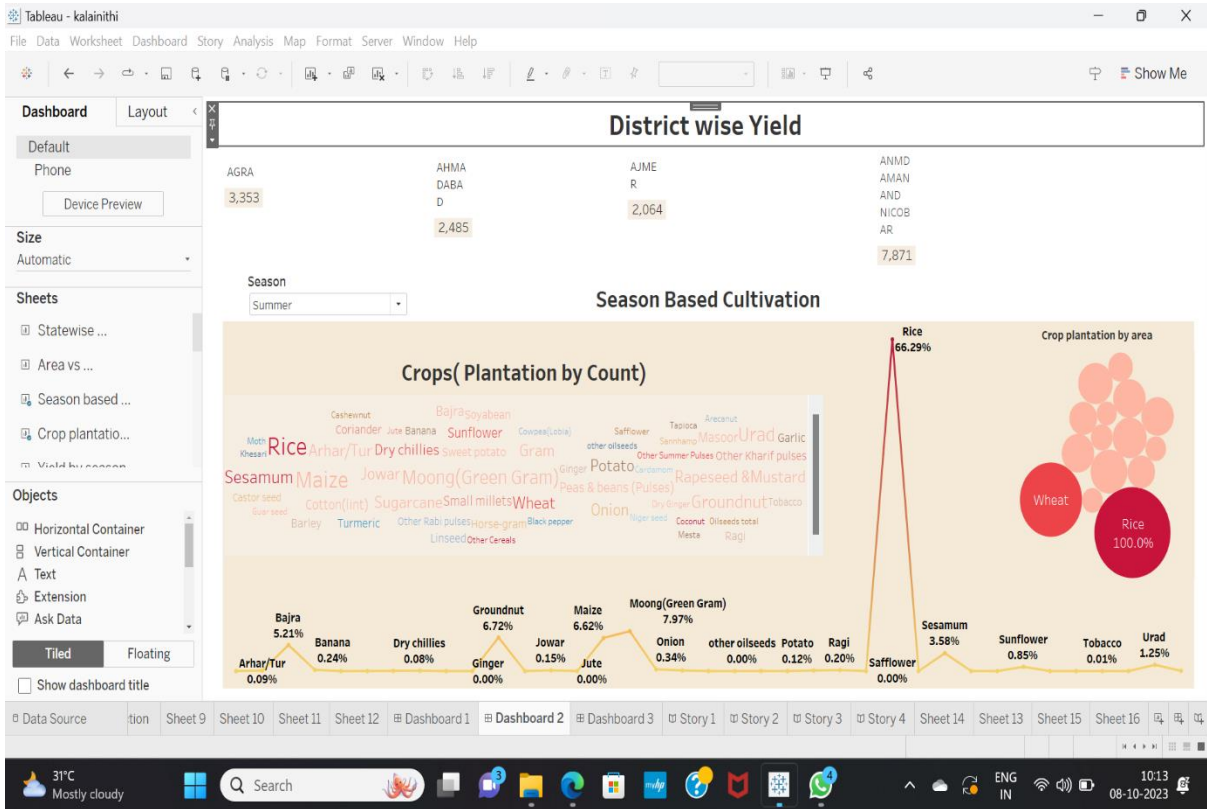 Tableau - kalainithi
File Data Worksheet Dashboard Story Analysis Map Format Server Window Help
Show Me
Dashboard Layout
Default
Phone
Device Preview
Size
Automatic
Sheets
Statewise ...
Area vs ...
Season based ...
Crop plantatio...
Yield by season
Objects
Horizontal Container
Vertical Container
Text
Extension
Ask Data
Tiled Floating
Show dashboard title
District wise Yield
AGRA
3,353
AHMA
DABA
D
2,485
AJME
R
2,064
ANMD
AMAN
AND
NICOB
AR
7,871
Season
Summer
Season Based Cultivation
Crops( Plantation by Count)
Cashewnut Bajra Soyabean Arecanut
Coriander Jute Banana Sunflower Cowpea(Lobia) Safflower Tapioca
Moth Rice Arhar/Tur Dry chillies sweet potato Gram other oilseeds Sannhamp Masoor Urad Garlic
Khesari Other Summer Pulses Other Kharif pulses
Sesamum Maize Jowar Moong(Green Gram) Ginger Potato Cardamom Rapeseed &Mustard
Peas & beans (Pulses)
Castor seed Cotton(lint) Sugarcane Small millets Wheat Onion Dry Ginger Groundnut Tobacco
Guar seed
Barley Turmeric Other Rabi pulses Horse-gram Black pepper Niger seed Coconut Oilseeds total
Linseed Other Cereals Mesta Ragi
Crop plantation by area
Wheat
Rice
100.0%
Arhar/Tur
0.09%
Bajra
5.21%
Banana
0.24%
Dry chillies
0.08%
Ginger
0.00%
Groundnut
6.72%
Jowar
0.15%
Jute
0.00%
Maize
6.62%
Moong(Green Gram)
7.97%
Onion
0.34%
other oilseeds
0.00%
Potato
0.12%
Ragi
0.20%
Rice
66.29%
Safflower
0.00%
Sesamum
3.58%
Sunflower
0.85%
Tobacco
0.01%
Urad
1.25%
Data Source tion Sheet 9 Sheet 10 Sheet 11 Sheet 12 Dashboard 1 Dashboard 2 Dashboard 3 Story 1 Story 2 Story 3 Story 4 Sheet 14 Sheet 13 Sheet 15 Sheet 16
31°C
Mostly cloudy
Search
3
mdhp
4
ENG
IN
10:13
08-10-2023